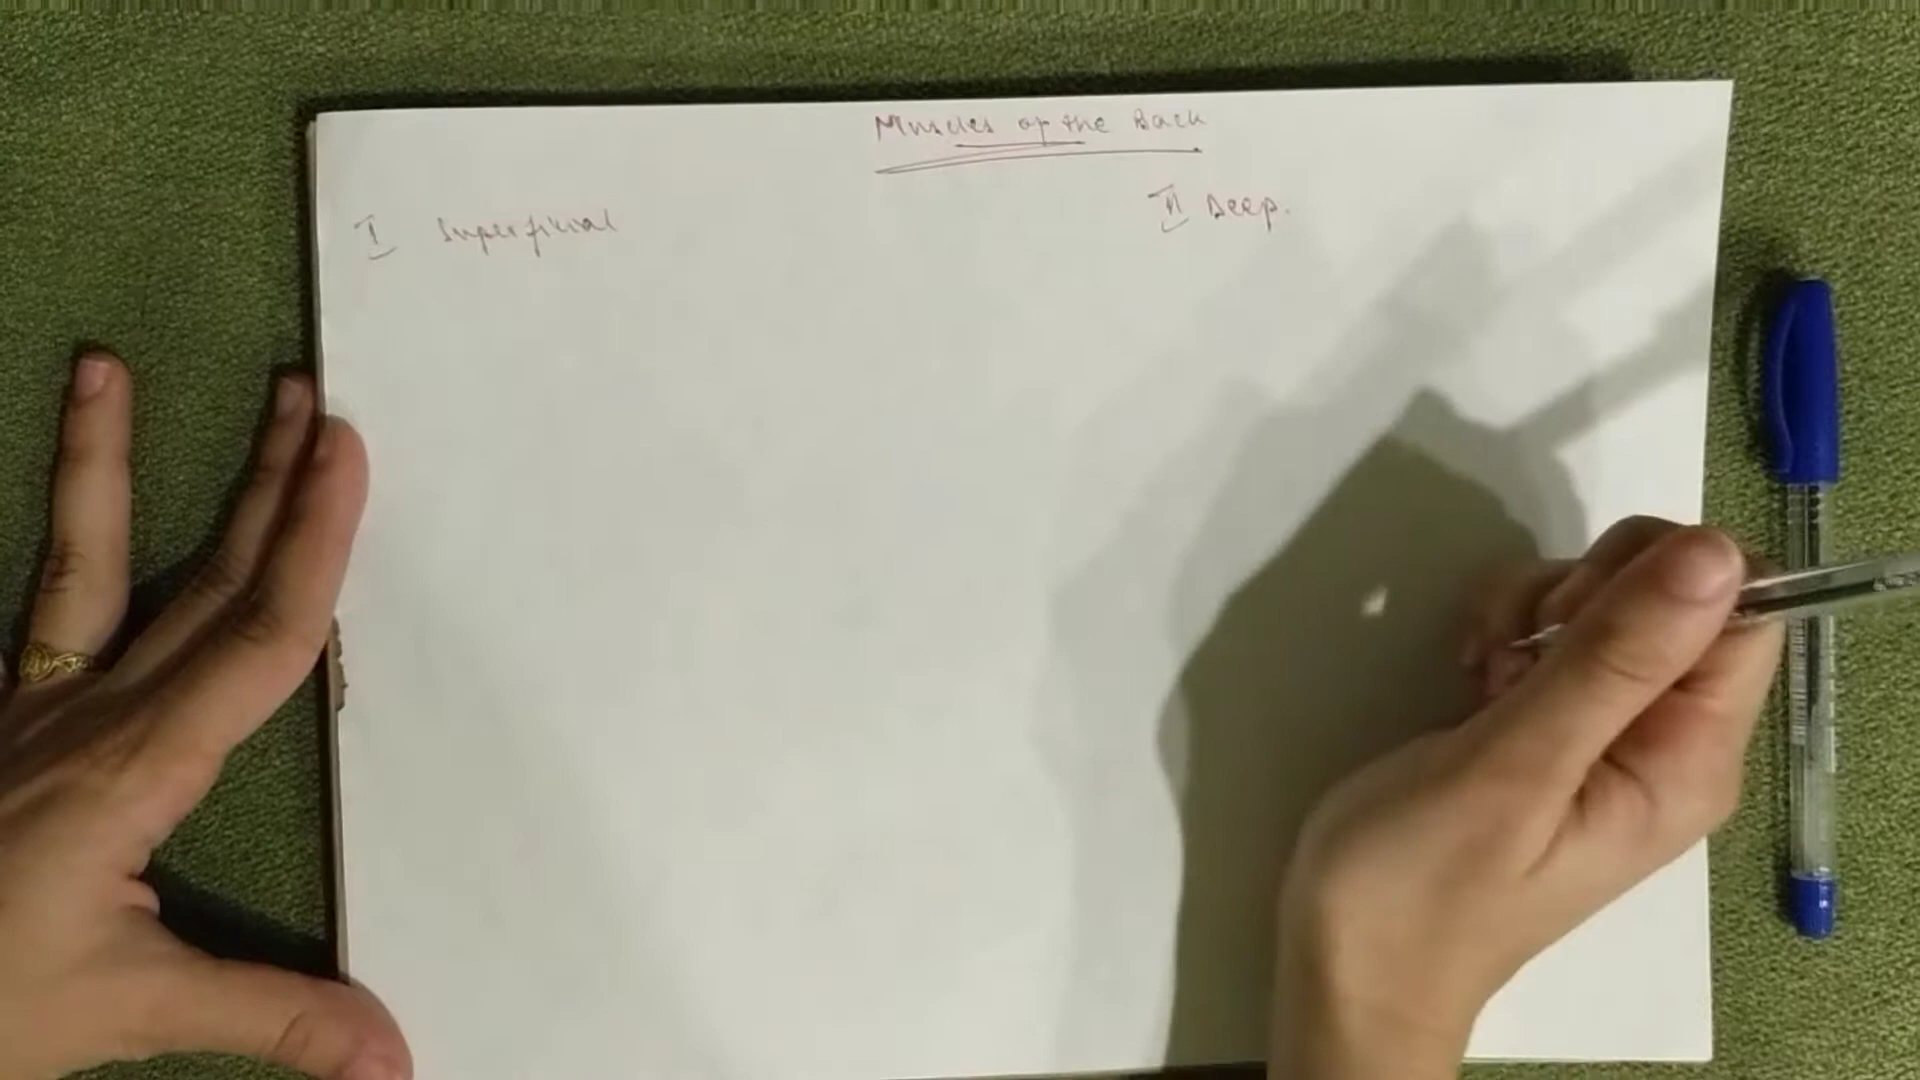 Muscles of the Back
I Superficial
II Deep.